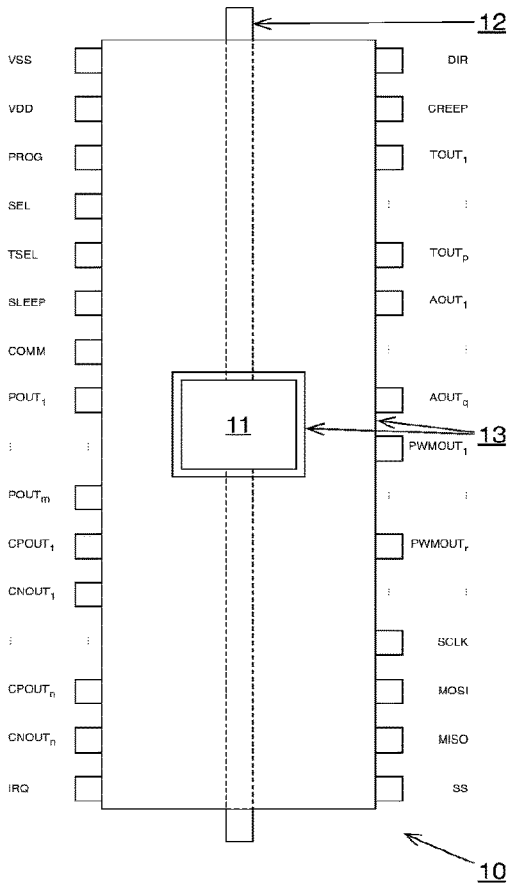 12
VSS
VDD
PROG
SEL
TSEL
SLEEP
COMM
POUT₁
⋮ ⋮
POUTₘ
CPOUT₁
CNOUT₁
⋮ ⋮
CPOUTₙ
CNOUTₙ
IRQ
11
DIR
CREEP
TOUT₁
⋮ ⋮
TOUTₚ
AOUT₁
⋮ ⋮
AOUT_q
13
PWMOUT₁
⋮ ⋮
PWMOUTᵣ
⋮ ⋮
SCLK
MOSI
MISO
SS
10